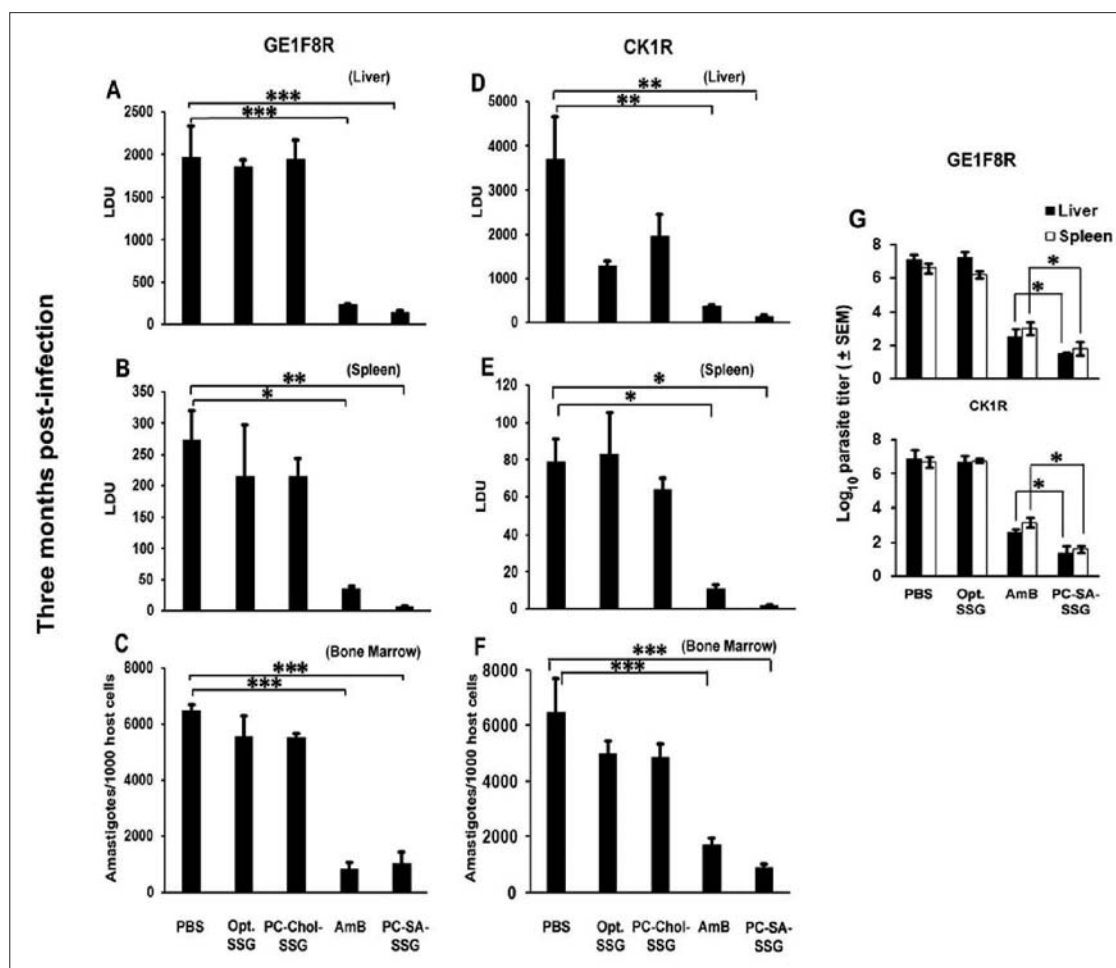 Three months post-infection
GE1F8R
A
(Liver)
***
***
LDU
2500
2000
1500
1000
500
0
B
(Spleen)
**
*
LDU
350
300
250
200
150
100
50
0
C
(Bone Marrow)
***
***
Amastigotes/1000 host cells
8000
6000
4000
2000
0
PBS
Opt.
SSG
PC-Chol-
SSG
AmB
PC-SA-
SSG
CK1R
D
(Liver)
**
**
LDU
5000
4000
3000
2000
1000
0
E
(Spleen)
*
*
LDU
120
100
80
60
40
20
0
F
(Bone Marrow)
***
***
Amastigotes/1000 host cells
8000
6000
4000
2000
0
PBS
Opt.
SSG
PC-Chol-
SSG
AmB
PC-SA-
SSG
GE1F8R
G
Liver
Spleen
Log10 parasite titer ( ± SEM)
8
6
4
2
0
*
*
CK1R
8
6
4
2
0
*
*
PBS
Opt.
SSG
AmB
PC-SA-
SSG